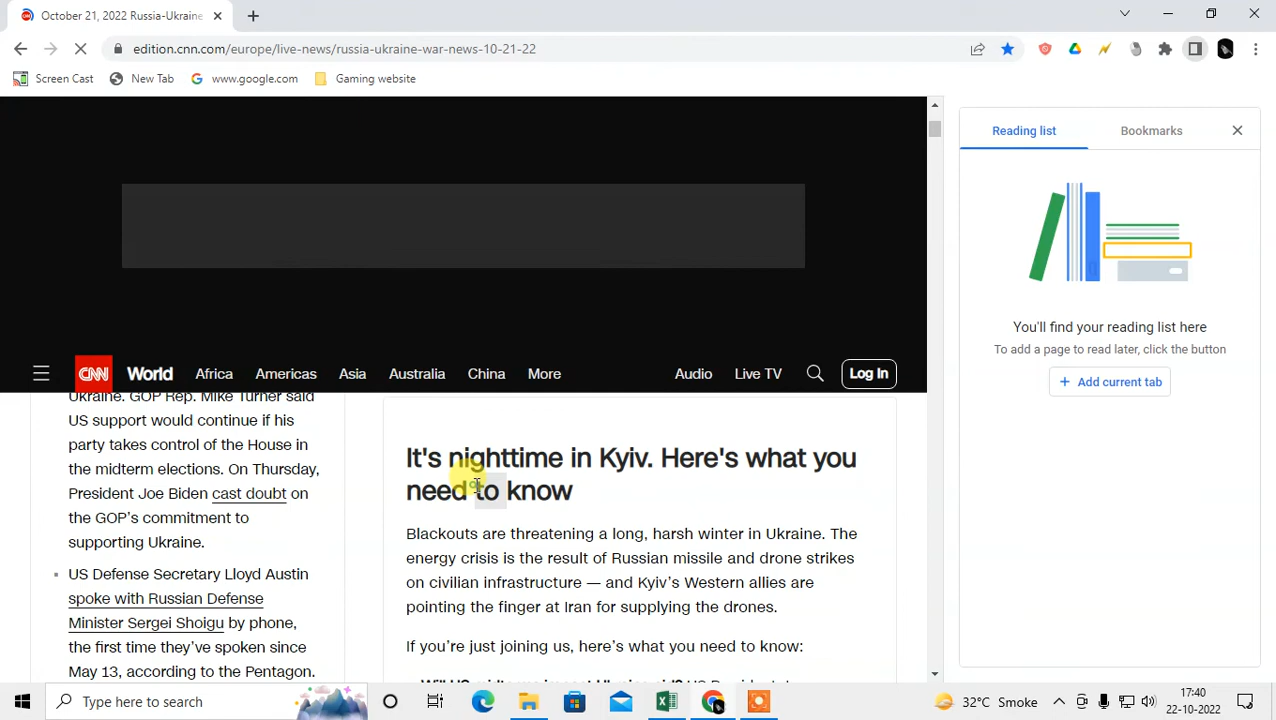 October 21, 2022 Russia-Ukraine
edition.cnn.com/europe/live-news/russia-ukraine-war-news-10-21-22
Screen Cast
New Tab
www.google.com
Gaming website
Reading list
Bookmarks
You'll find your reading list here
To add a page to read later, click the button
Add current tab
CNN World Africa Americas Asia Australia China More Audio Live TV Log In
Ukraine. GOP Rep. Mike Turner said
US support would continue if his
party takes control of the House in
the midterm elections. On Thursday,
President Joe Biden cast doubt on
the GOP's commitment to
supporting Ukraine.
US Defense Secretary Lloyd Austin
spoke with Russian Defense
Minister Sergei Shoigu by phone,
the first time they've spoken since
May 13, according to the Pentagon.
It's nighttime in Kyiv. Here's what you
need to know
Blackouts are threatening a long, harsh winter in Ukraine. The
energy crisis is the result of Russian missile and drone strikes
on civilian infrastructure — and Kyiv's Western allies are
pointing the finger at Iran for supplying the drones.
If you're just joining us, here's what you need to know:
Type here to search
32°C Smoke
17:40
22-10-2022